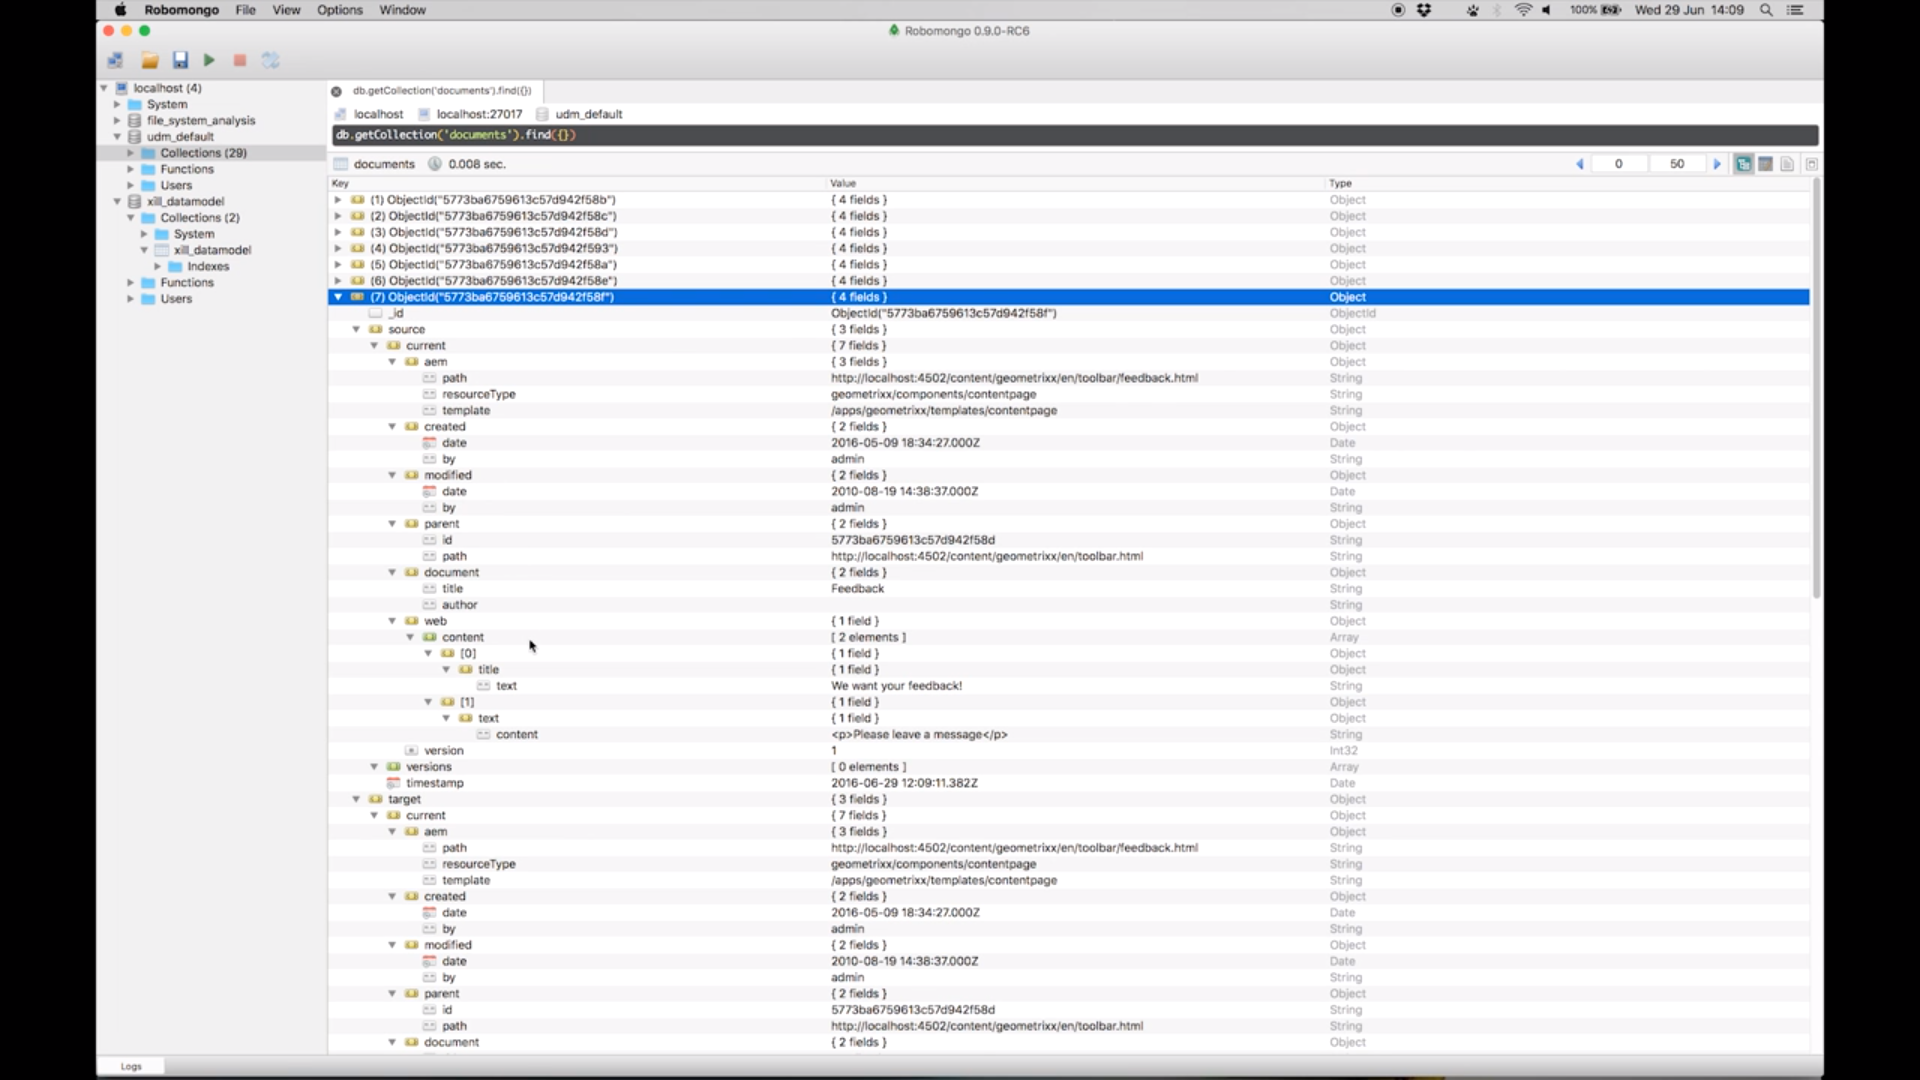 Robomongo File View Options Window 100% Wed 29 Jun 14:09
Robomongo 0.9.0-RC6
localhost (4)
System
file_system_analysis
udm_default
Collections (29)
Functions
Users
xill_datamodel
Collections (2)
System
xill_datamodel
Indexes
Functions
Users
db.getCollection('documents').find({})
localhost localhost:27017 udm_default
db.getCollection('documents').find({})
documents 0.008 sec. 0 50
Key Value Type
(1) ObjectId("5773ba6759613c57d942f58b") { 4 fields } Object
(2) ObjectId("5773ba6759613c57d942f58c") { 4 fields } Object
(3) ObjectId("5773ba6759613c57d942f58d") { 4 fields } Object
(4) ObjectId("5773ba6759613c57d942f593") { 4 fields } Object
(5) ObjectId("5773ba6759613c57d942f58a") { 4 fields } Object
(6) ObjectId("5773ba6759613c57d942f58e") { 4 fields } Object
(7) ObjectId("5773ba6759613c57d942f58f") { 4 fields } Object
_id ObjectId("5773ba6759613c57d942f58f") ObjectId
source { 3 fields } Object
current { 7 fields } Object
aem { 3 fields } Object
path http://localhost:4502/content/geometrixx/en/toolbar/feedback.html String
resourceType geometrixx/components/contentpage String
template /apps/geometrixx/templates/contentpage String
created { 2 fields } Object
date 2016-05-09 18:34:27.000Z Date
by admin String
modified { 2 fields } Object
date 2010-08-19 14:38:37.000Z Date
by admin String
parent { 2 fields } Object
id 5773ba6759613c57d942f58d String
path http://localhost:4502/content/geometrixx/en/toolbar.html String
document { 2 fields } Object
title Feedback String
author String
web { 1 field } Object
content [ 2 elements ] Array
[0] { 1 field } Object
title { 1 field } Object
text We want your feedback! String
[1] { 1 field } Object
text { 1 field } Object
content <p>Please leave a message</p> String
version 1 Int32
versions [ 0 elements ] Array
timestamp 2016-06-29 12:09:11.382Z Date
target { 3 fields } Object
current { 7 fields } Object
aem { 3 fields } Object
path http://localhost:4502/content/geometrixx/en/toolbar/feedback.html String
resourceType geometrixx/components/contentpage String
template /apps/geometrixx/templates/contentpage String
created { 2 fields } Object
date 2016-05-09 18:34:27.000Z Date
by admin String
modified { 2 fields } Object
date 2010-08-19 14:38:37.000Z Date
by admin String
parent { 2 fields } Object
id 5773ba6759613c57d942f58d String
path http://localhost:4502/content/geometrixx/en/toolbar.html String
document { 2 fields } Object
Logs